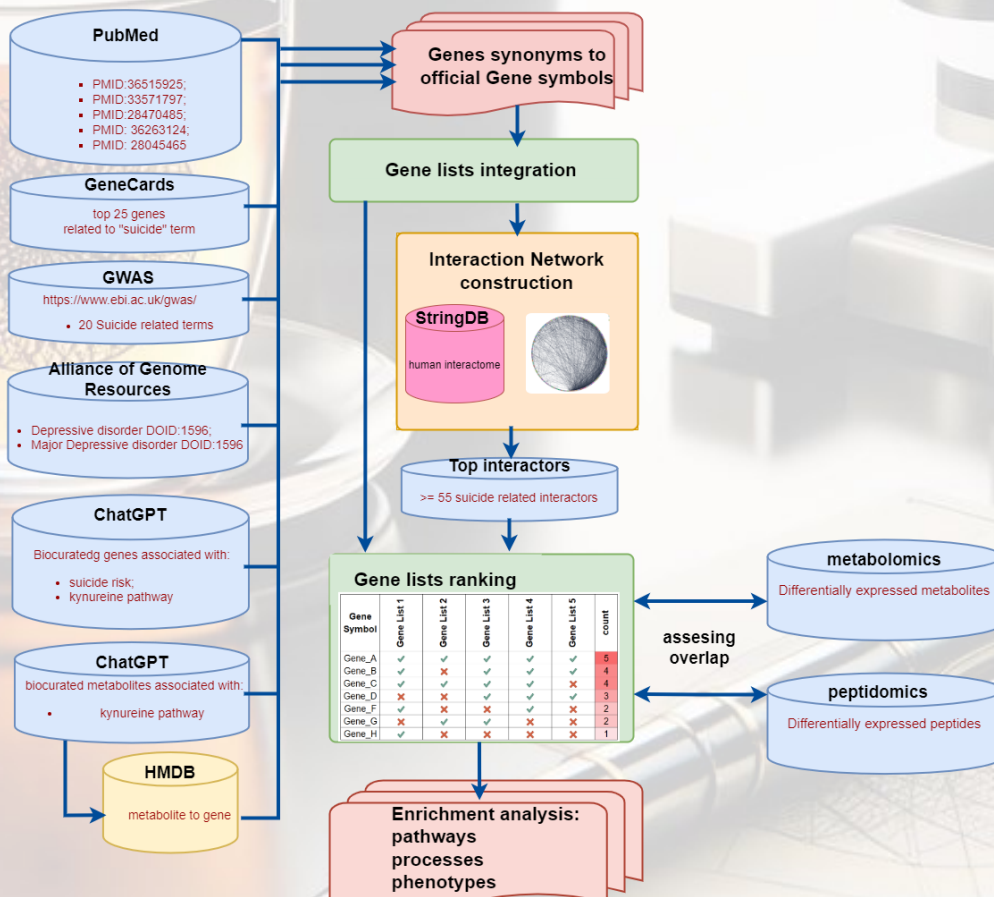 PubMed
▪ PMID:36515925;
▪ PMID:33571797;
▪ PMID:28470485;
▪ PMID: 36263124;
▪ PMID: 28045465
GeneCards
top 25 genes
related to "suicide" term
GWAS
https://www.ebi.ac.uk/gwas/
• 20 Suicide related terms
Alliance of Genome
Resources
• Depressive disorder DOID:1596;
• Major Depressive disorder DOID:1596
ChatGPT
Biocuratedg genes associated with:
• suicide risk;
• kynureine pathway
ChatGPT
biocurated metabolites associated with:
• kynureine pathway
HMDB
metabolite to gene
Genes synonyms to
official Gene symbols
Gene lists integration
Interaction Network
construction
StringDB
human interactome
Top interactors
>= 55 suicide related interactors
Gene lists ranking
Gene Symbol Gene List 1 Gene List 2 Gene List 3 Gene List 4 Gene List 5 count
Gene_A ✓ ✓ ✓ ✓ ✓ 5
Gene_B ✓ ✗ ✓ ✓ ✓ 4
Gene_C ✓ ✓ ✓ ✓ ✗ 4
Gene_D ✗ ✗ ✓ ✓ ✓ 3
Gene_F ✓ ✗ ✗ ✓ ✗ 2
Gene_G ✗ ✓ ✓ ✗ ✗ 2
Gene_H ✓ ✗ ✗ ✗ ✗ 1
assesing
overlap
metabolomics
Differentially expressed metabolites
peptidomics
Differentially expressed peptides
Enrichment analysis:
pathways
processes
phenotypes